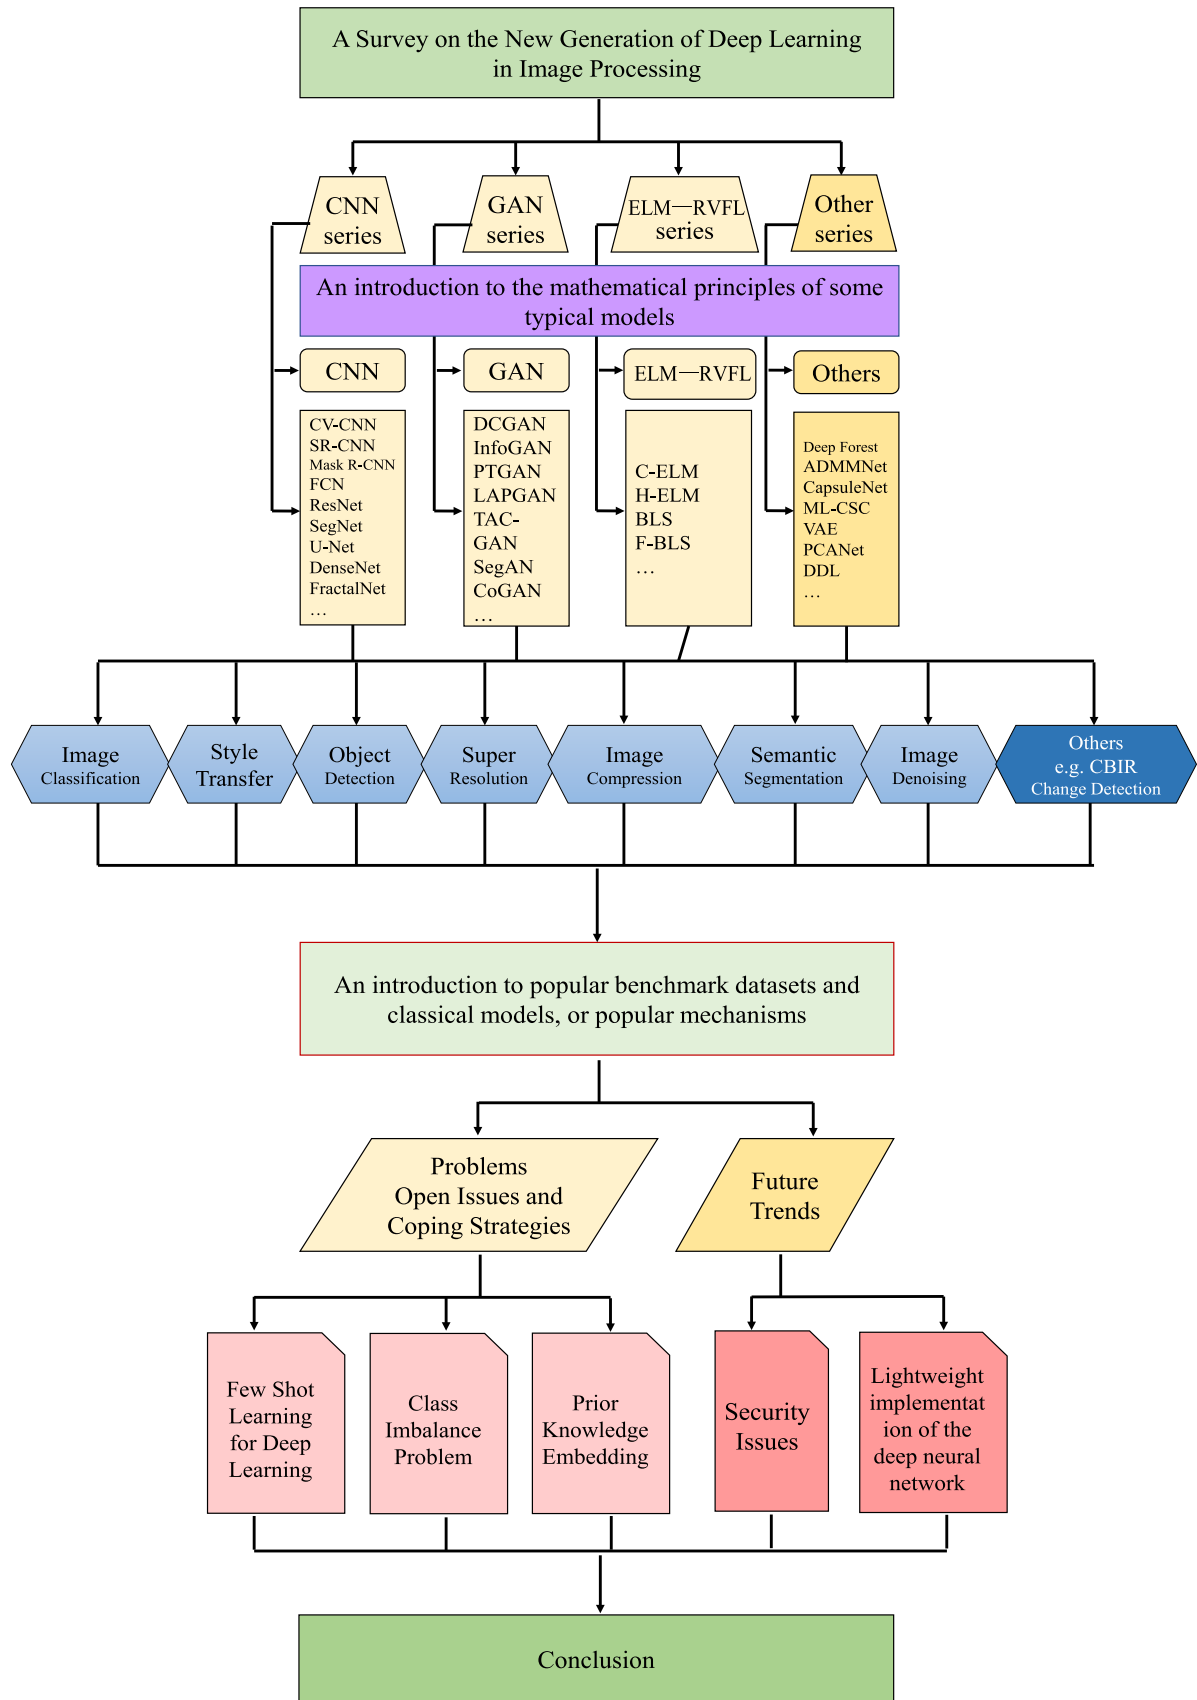 A Survey on the New Generation of Deep Learning
in Image Processing
CNN
series
GAN
series
ELM—RVFL
series
Other
series
An introduction to the mathematical principles of some
typical models
CNN
GAN
ELM—RVFL
Others
CV-CNN
SR-CNN
Mask R-CNN
FCN
ResNet
SegNet
U-Net
DenseNet
FractalNet
…
DCGAN
InfoGAN
PTGAN
LAPGAN
TAC-
GAN
SegAN
CoGAN
…
C-ELM
H-ELM
BLS
F-BLS
…
Deep Forest
ADMMNet
CapsuleNet
ML-CSC
VAE
PCANet
DDL
…
Image
Classification
Style
Transfer
Object
Detection
Super
Resolution
Image
Compression
Semantic
Segmentation
Image
Denoising
Others
e.g. CBIR
Change Detection
An introduction to popular benchmark datasets and
classical models, or popular mechanisms
Problems
Open Issues and
Coping Strategies
Future
Trends
Few Shot
Learning
for Deep
Learning
Class
Imbalance
Problem
Prior
Knowledge
Embedding
Security
Issues
Lightweight
implementat
ion of the
deep neural
network
Conclusion